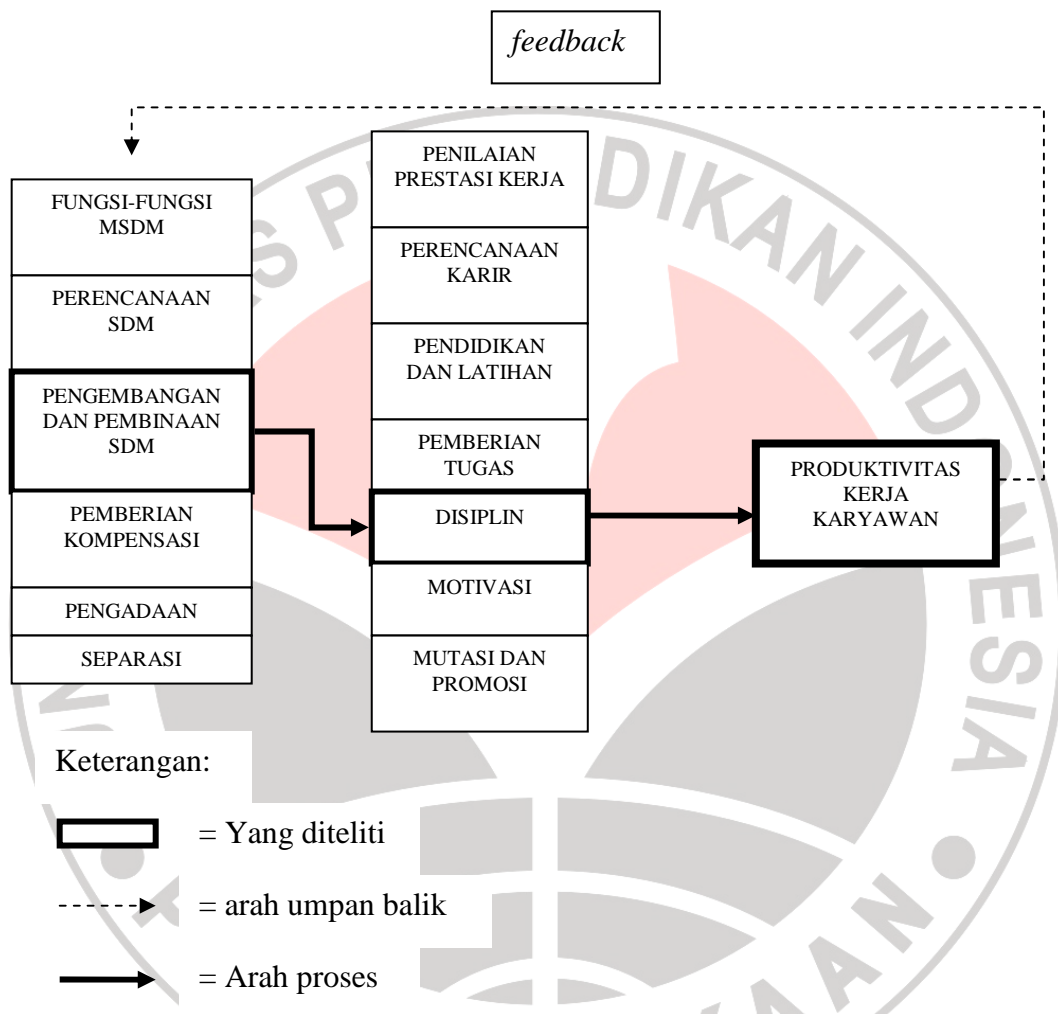 feedback
FUNGSI-FUNGSI
MSDM
PERENCANAAN
SDM
PENGEMBANGAN
DAN PEMBINAAN
SDM
PEMBERIAN
KOMPENSASI
PENGADAAN
SEPARASI
PENILAIAN
PRESTASI KERJA
PERENCANAAN
KARIR
PENDIDIKAN
DAN LATIHAN
PEMBERIAN
TUGAS
DISIPLIN
MOTIVASI
MUTASI DAN
PROMOSI
PRODUKTIVITAS
KERJA
KARYAWAN
Keterangan:
= Yang diteliti
= arah umpan balik
= Arah proses
INDONESIA